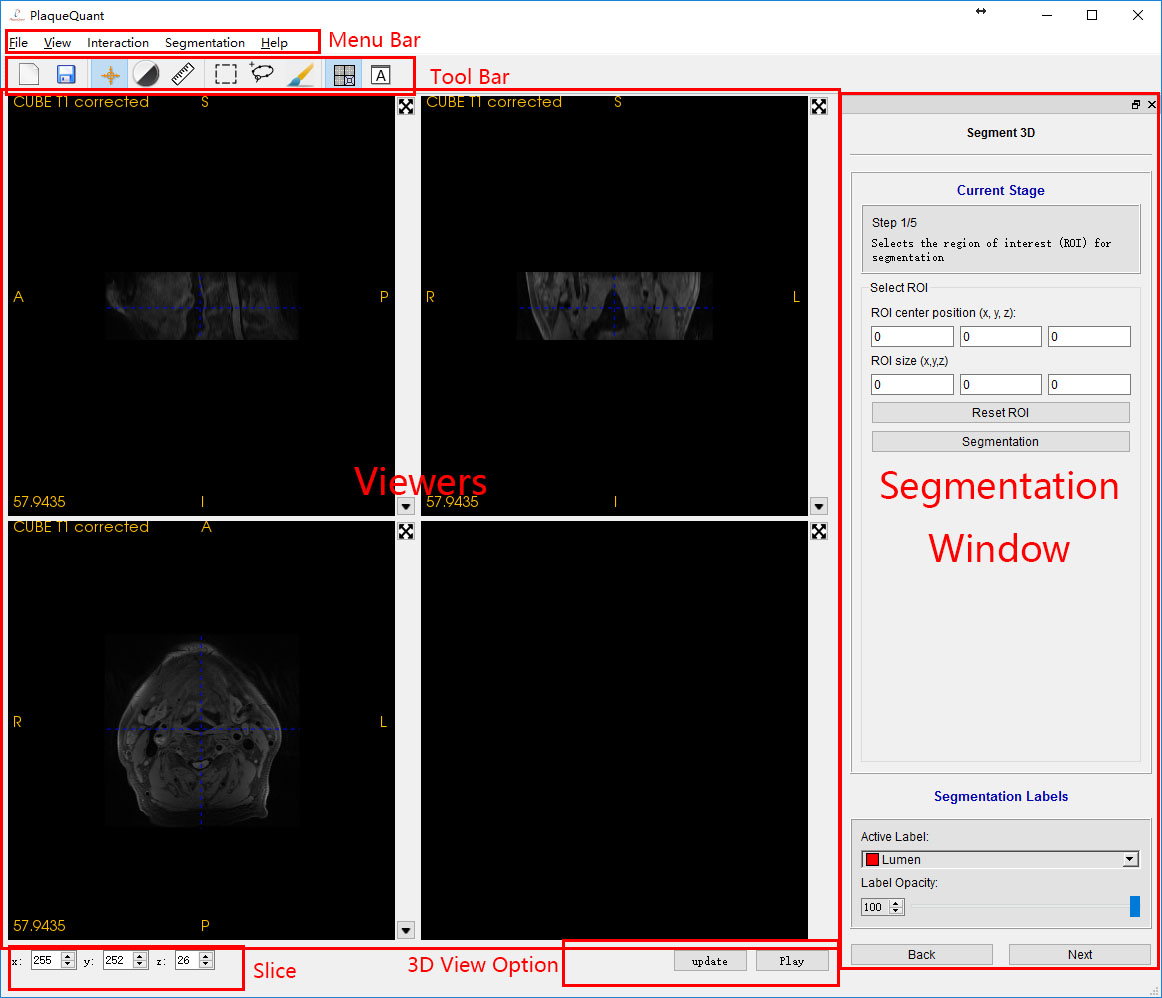 PlaqueQuant
File View Interaction Segmentation Help
Menu Bar
A
Tool Bar
CUBE T1 corrected S
A P
57.9435 I
CUBE T1 corrected S
R L
57.9435 I
Viewers
CUBE T1 corrected A
R L
57.9435 P
x: 255 y: 252 z: 26
Slice
3D View Option
update Play
Segment 3D
Current Stage
Step 1/5
Selects the region of interest (ROI) for
segmentation
Select ROI
ROI center position (x, y, z):
0 0 0
ROI size (x,y,z)
0 0 0
Reset ROI
Segmentation
Segmentation
Window
Segmentation Labels
Active Label:
Lumen
Label Opacity:
100
Back Next